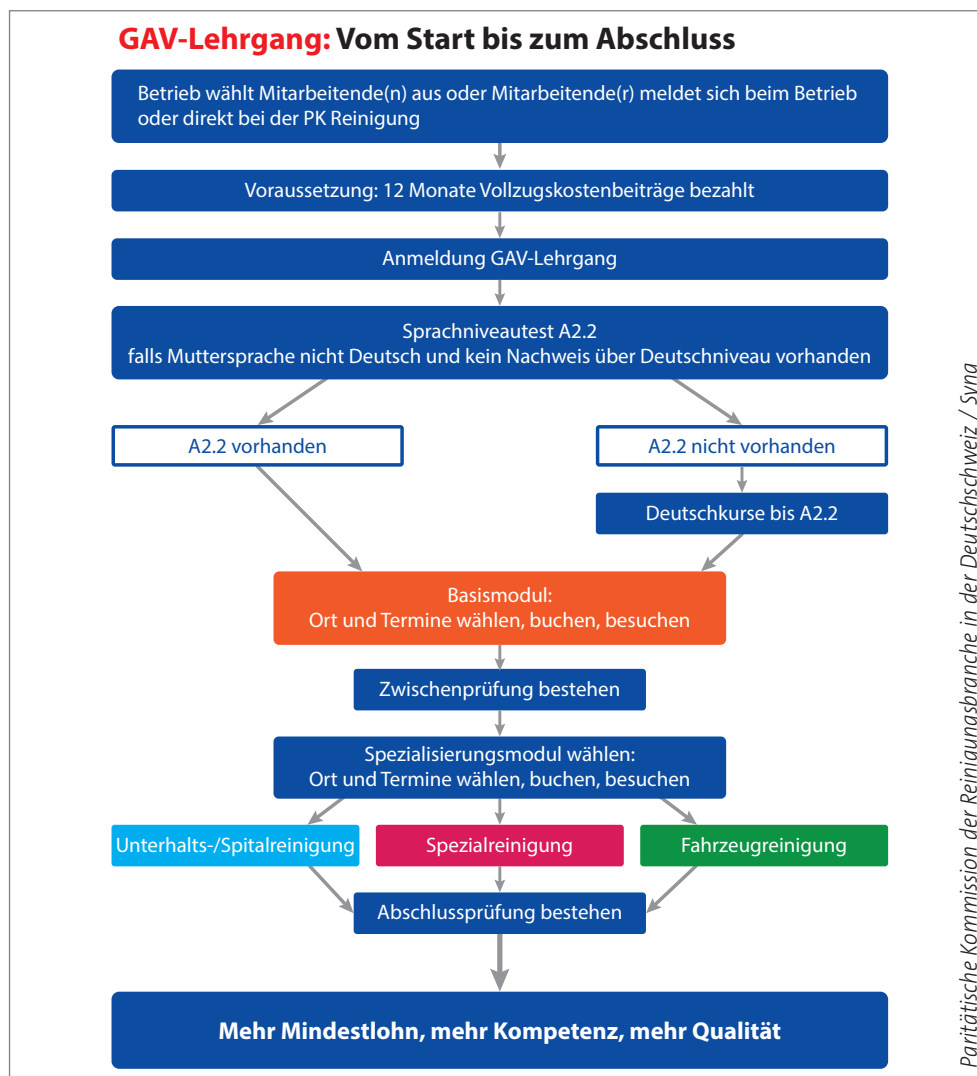 GAV-Lehrgang: Vom Start bis zum Abschluss
Betrieb wählt Mitarbeitende(n) aus oder Mitarbeitende(r) meldet sich beim Betrieb
oder direkt bei der PK Reinigung
Voraussetzung: 12 Monate Vollzugskostenbeiträge bezahlt
Anmeldung GAV-Lehrgang
Sprachniveautest A2.2
falls Muttersprache nicht Deutsch und kein Nachweis über Deutschniveau vorhanden
A2.2 vorhanden
A2.2 nicht vorhanden
Deutschkurse bis A2.2
Basismodul:
Ort und Termine wählen, buchen, besuchen
Zwischenprüfung bestehen
Spezialisierungsmodul wählen:
Ort und Termine wählen, buchen, besuchen
Unterhalts-/Spitalreinigung
Spezialreinigung
Fahrzeugreinigung
Abschlussprüfung bestehen
Mehr Mindestlohn, mehr Kompetenz, mehr Qualität
Paritätische Kommission der Reinigungsbranche in der Deutschschweiz / Syna